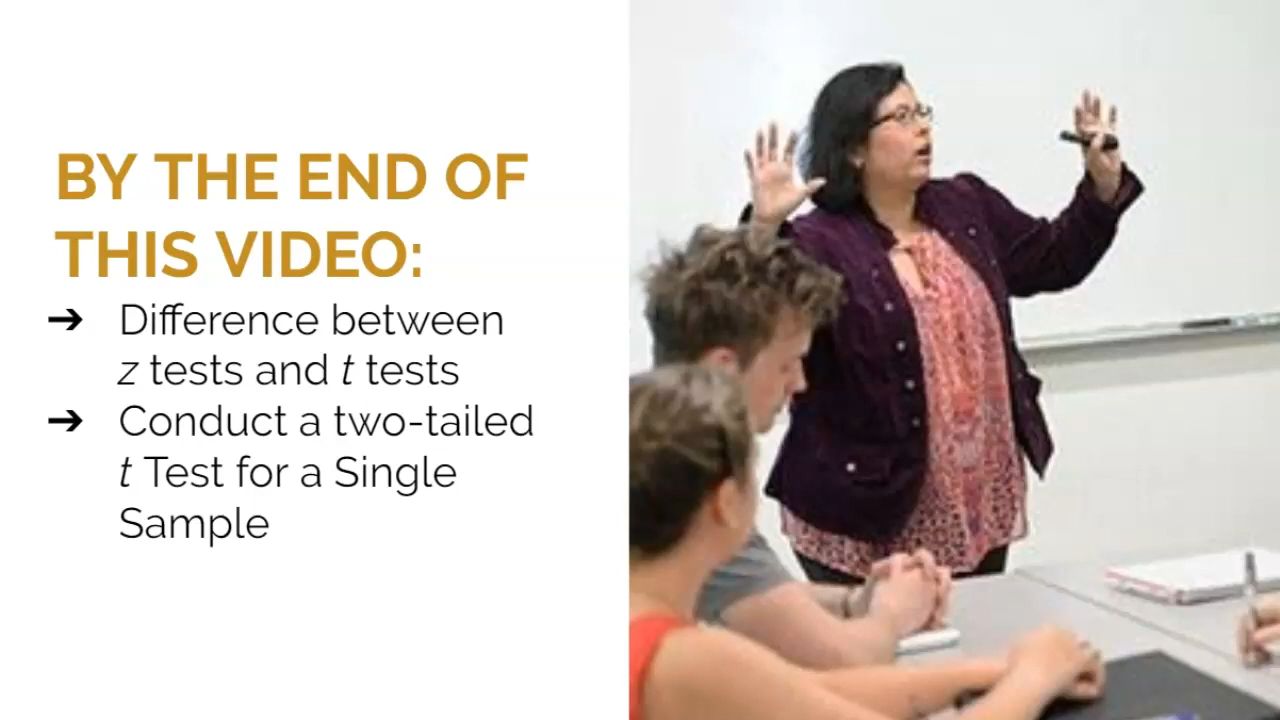 BY THE END OF
THIS VIDEO:
➔ Difference between
z tests and t tests
➔ Conduct a two-tailed
t Test for a Single
Sample